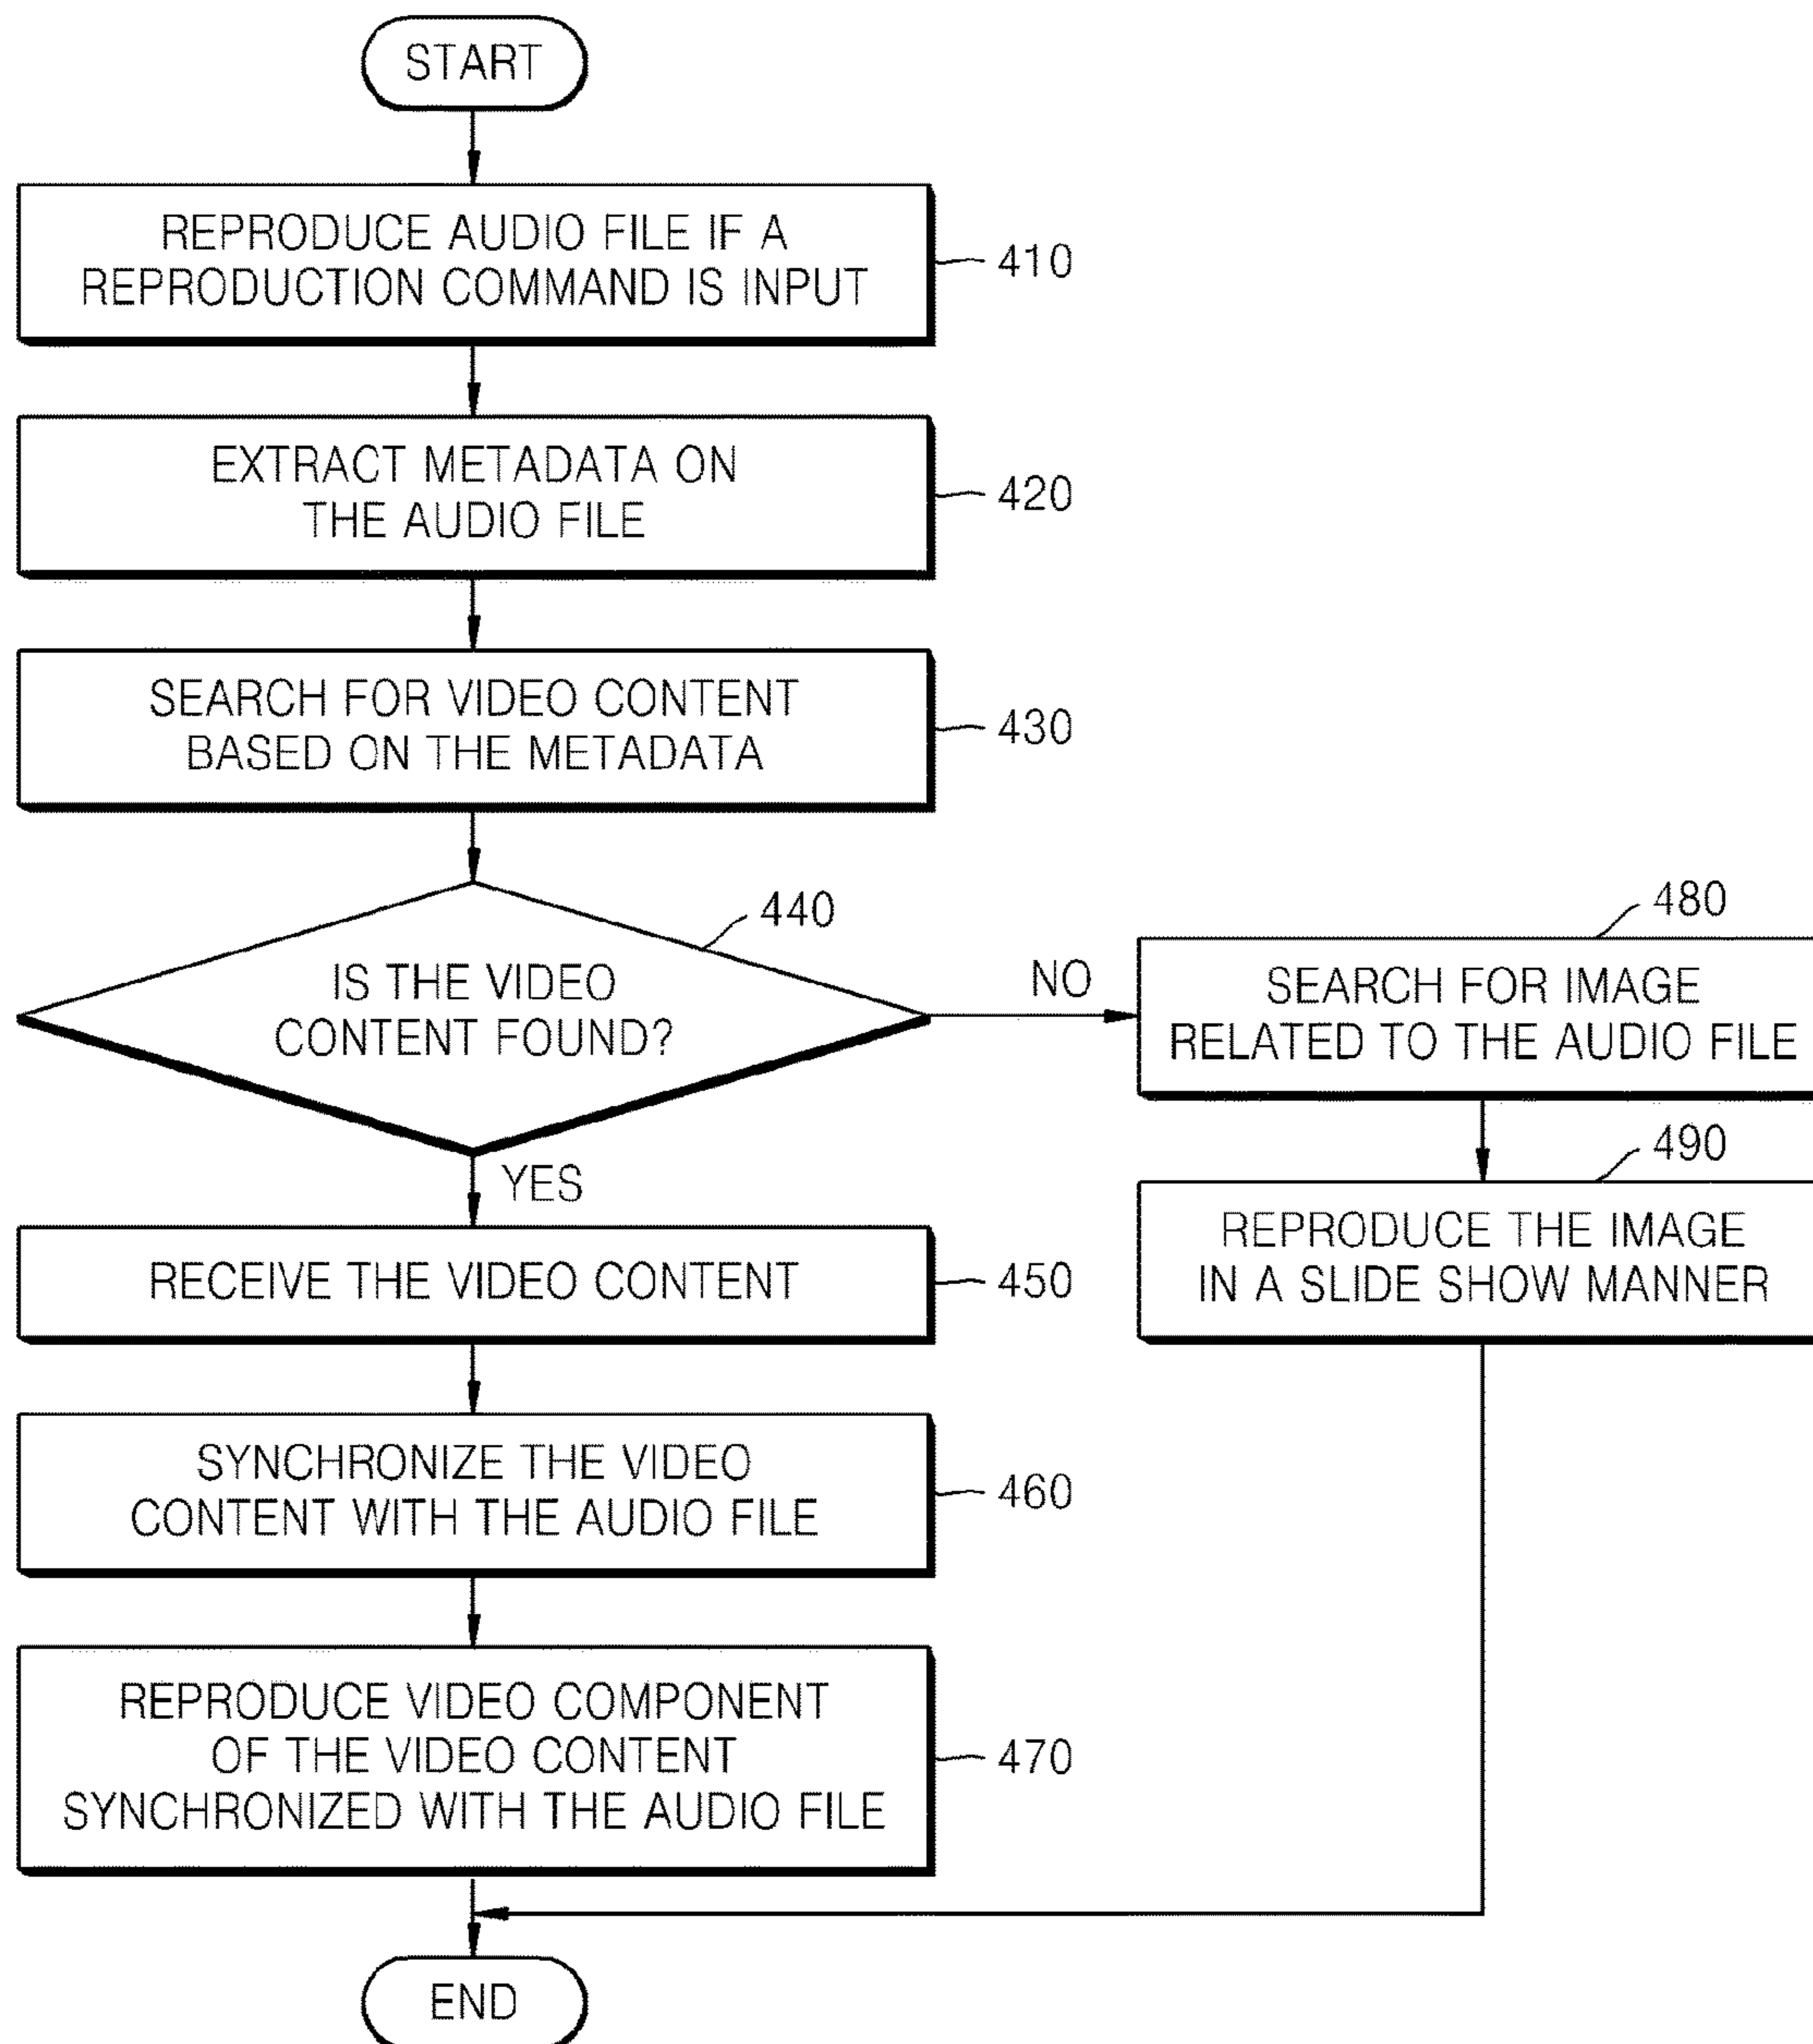 START
REPRODUCE AUDIO FILE IF A
REPRODUCTION COMMAND IS INPUT
410
EXTRACT METADATA ON
THE AUDIO FILE
420
SEARCH FOR VIDEO CONTENT
BASED ON THE METADATA
430
440
IS THE VIDEO
CONTENT FOUND?
NO
480
SEARCH FOR IMAGE
RELATED TO THE AUDIO FILE
YES
490
REPRODUCE THE IMAGE
IN A SLIDE SHOW MANNER
RECEIVE THE VIDEO CONTENT
450
SYNCHRONIZE THE VIDEO
CONTENT WITH THE AUDIO FILE
460
REPRODUCE VIDEO COMPONENT
OF THE VIDEO CONTENT
SYNCHRONIZED WITH THE AUDIO FILE
470
END